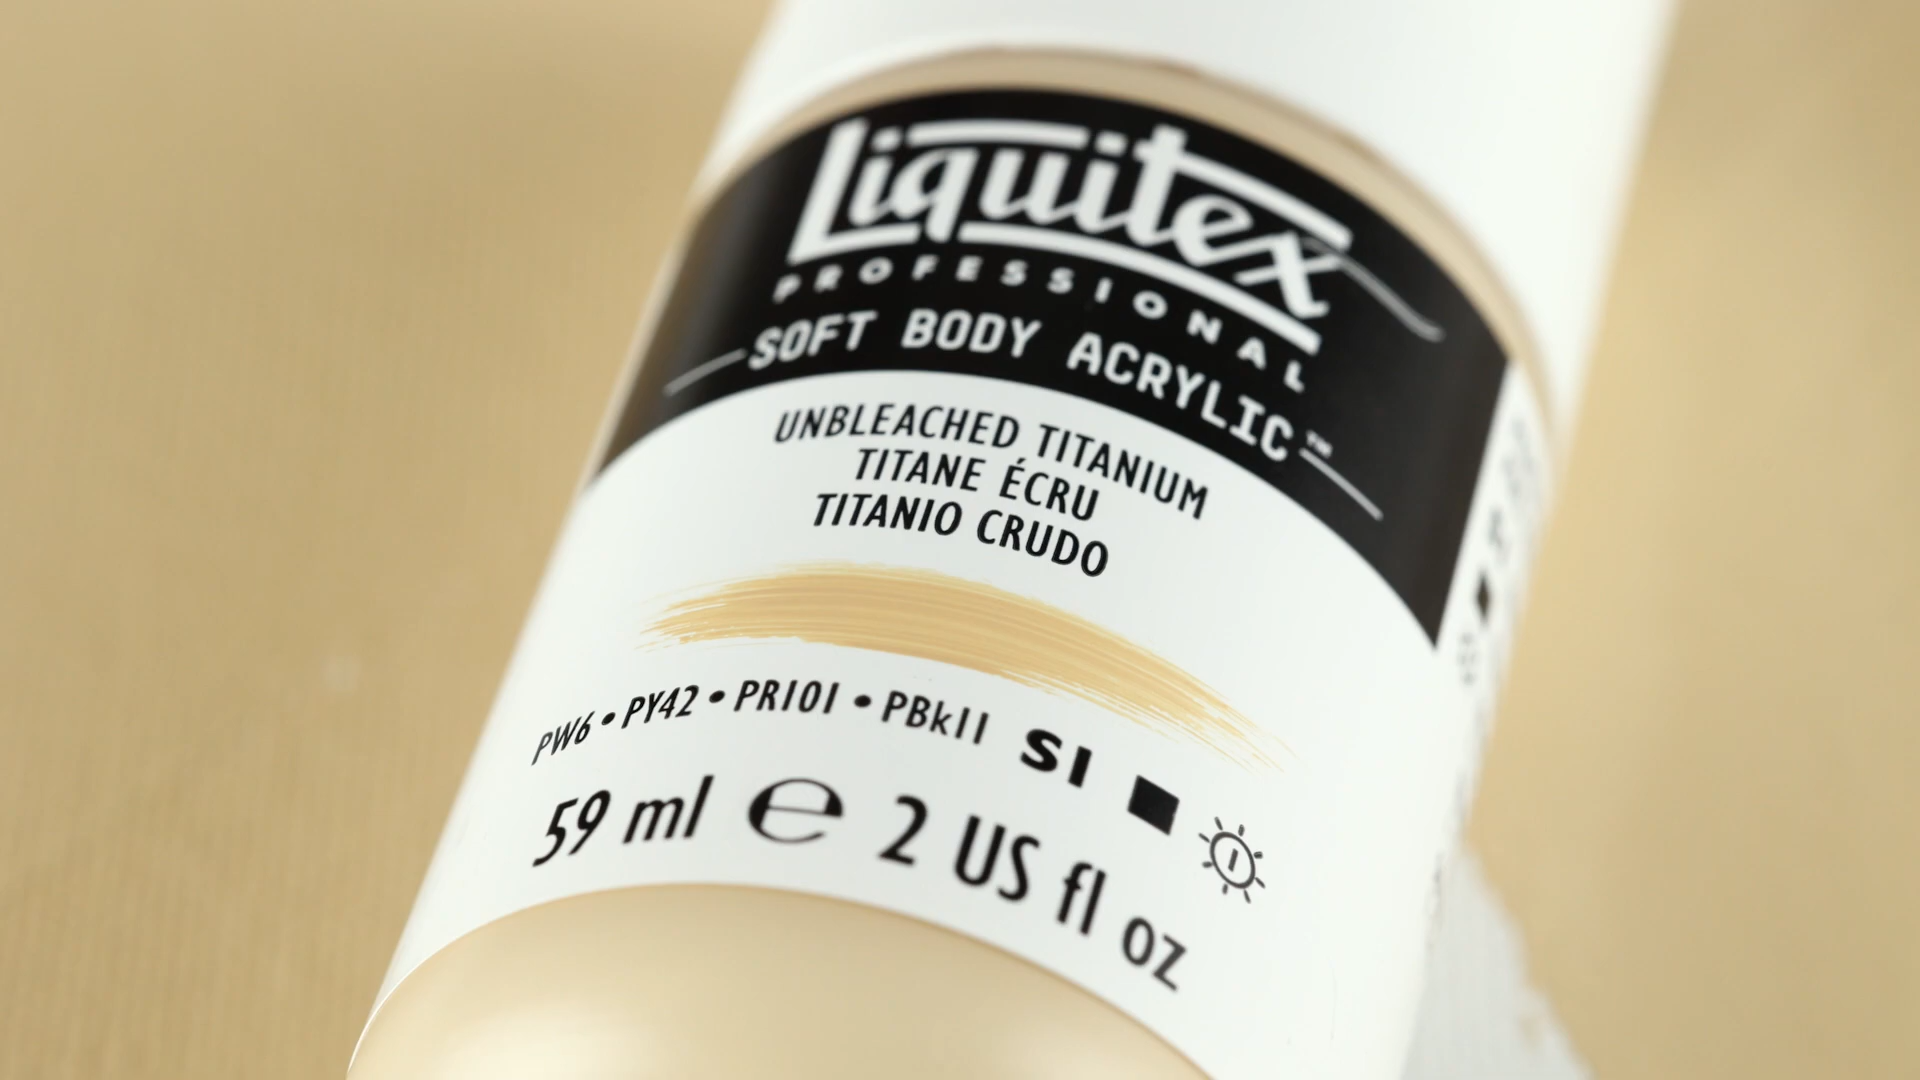 Liquitex
PROFESSIONAL
SOFT BODY ACRYLIC™
UNBLEACHED TITANIUM
TITANE ÉCRU
TITANIO CRUDO
PW6 • PY42 • PR101 • PBk11 S1
I
59 ml ℮ 2 US fl oz